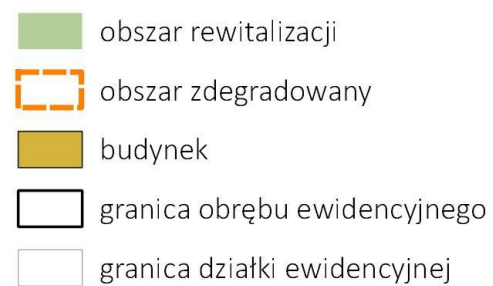 obszar rewitalizacji
obszar zdegradowany
budynek
granica obrębu ewidencyjnego
granica działki ewidencyjnej